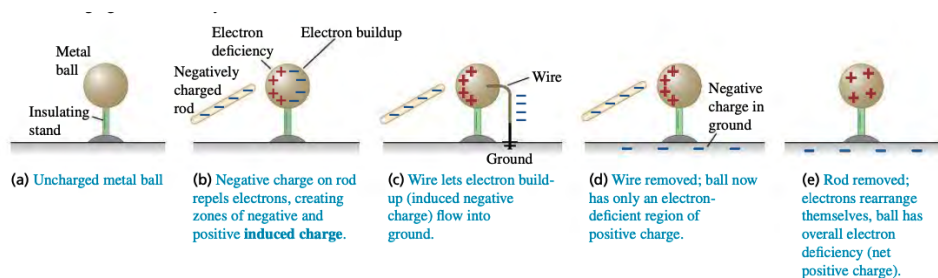 Metal
ball
Insulating
stand
(a) Uncharged metal ball
Electron
deficiency
Electron buildup
Negatively
charged
rod
(b) Negative charge on rod
repels electrons, creating
zones of negative and
positive induced charge.
Wire
Ground
(c) Wire lets electron build-
up (induced negative
charge) flow into
ground.
Negative
charge in
ground
(d) Wire removed; ball now
has only an electron-
deficient region of
positive charge.
(e) Rod removed;
electrons rearrange
themselves, ball has
overall electron
deficiency (net
positive charge).